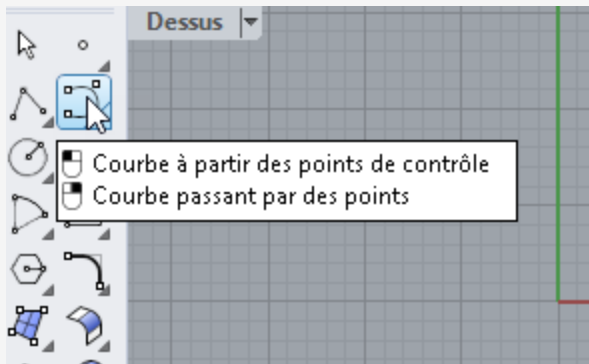 Dessus
Courbe à partir des points de contrôle
Courbe passant par des points